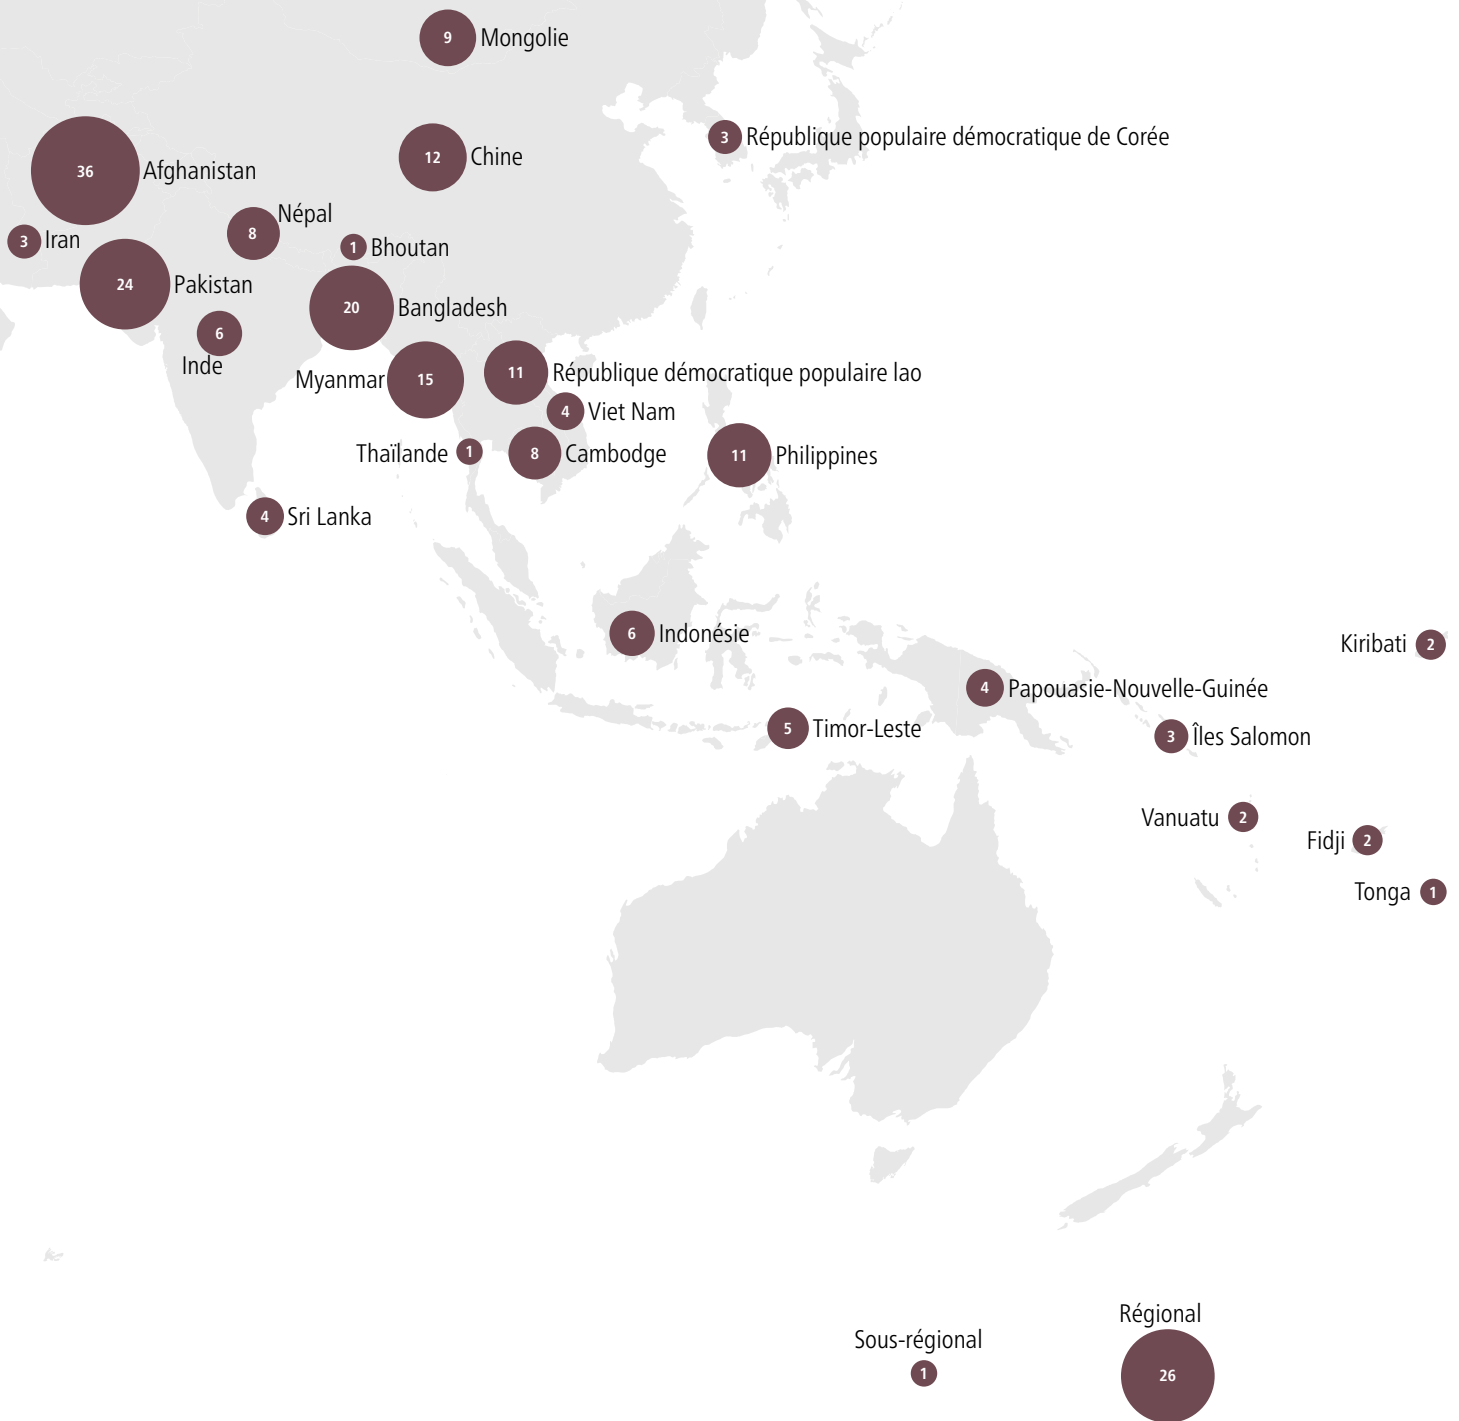 9 Mongolie
3 République populaire démocratique de Corée
12 Chine
36 Afghanistan
Népal
8
3 Iran
1 Bhoutan
24 Pakistan
20 Bangladesh
6
Inde
11 République démocratique populaire lao
Myanmar 15
4 Viet Nam
Thaïlande 1
8 Cambodge
11 Philippines
4 Sri Lanka
6 Indonésie
Kiribati 2
4 Papouasie-Nouvelle-Guinée
5 Timor-Leste
3 Îles Salomon
Vanuatu 2
Fidji 2
Tonga 1
Régional
Sous-régional
1
26